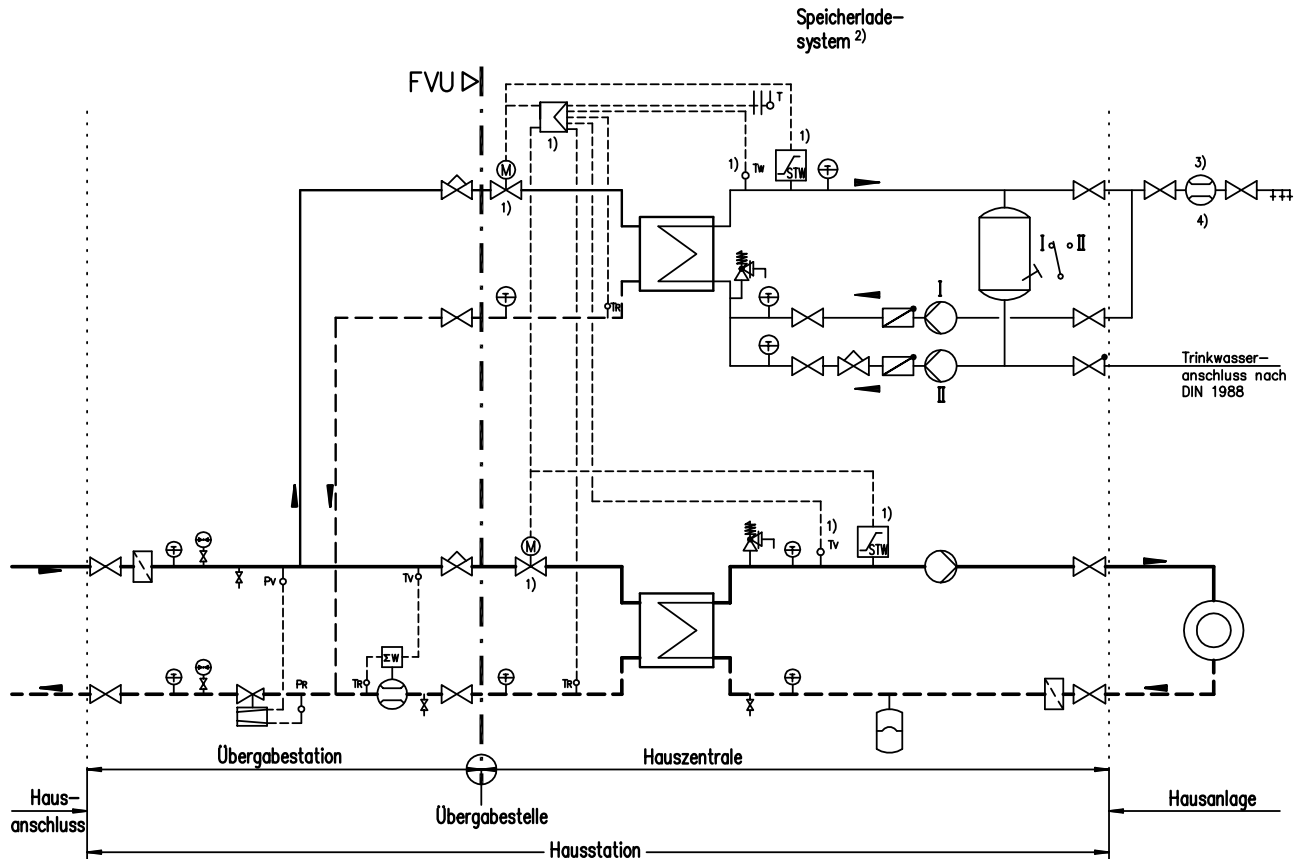 Speicherlade-
system 2)
FVU
T
1)
M
1)
1)
Tw
1)
STW
T
3)
4)
I
II
T
TR
T
I
T
II
Trinkwasser-
anschluss nach
DIN 1988
M
1)
1)
Tv
1)
STW
T
T
Pv
Tv
ΣW
T
PR
TR
T
TR
T
Übergabestation
Hauszentrale
Haus-
anschluss
Übergabestelle
Hausanlage
Hausstation